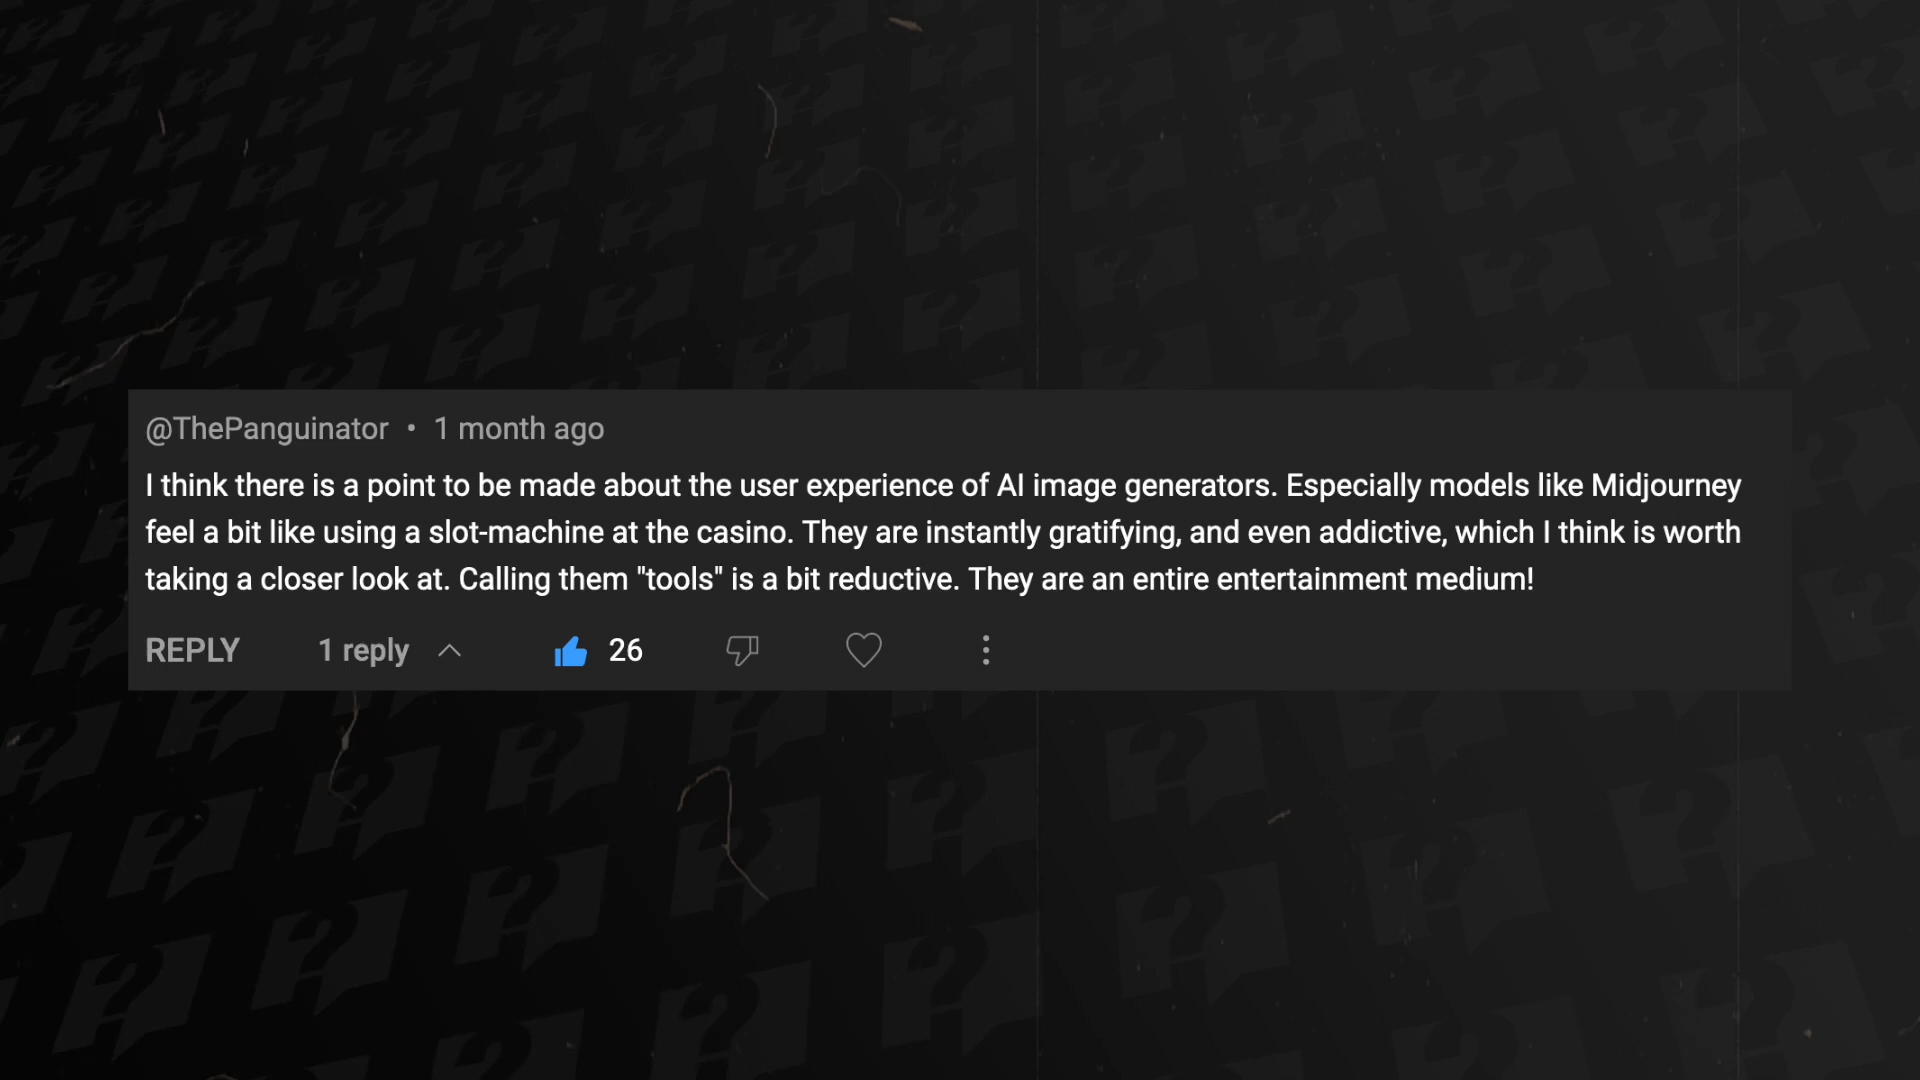 @ThePanguinator • 1 month ago
I think there is a point to be made about the user experience of AI image generators. Especially models like Midjourney
feel a bit like using a slot-machine at the casino. They are instantly gratifying, and even addictive, which I think is worth
taking a closer look at. Calling them "tools" is a bit reductive. They are an entire entertainment medium!
REPLY 1 reply 26